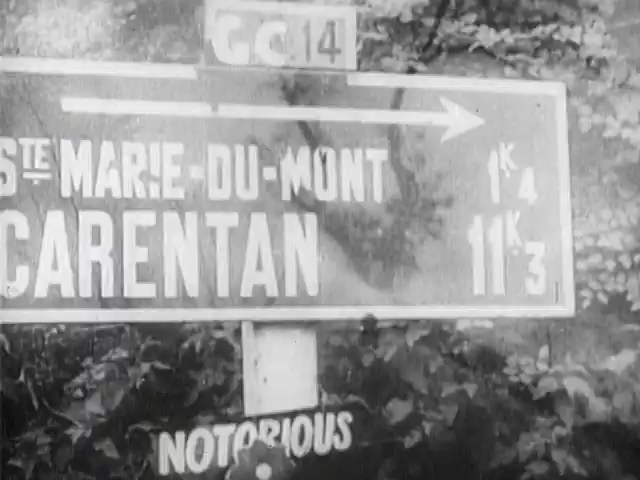 GC 14
STE MARIE-DU-MONT 1K4
CARENTAN 11K3
NOTORIOUS